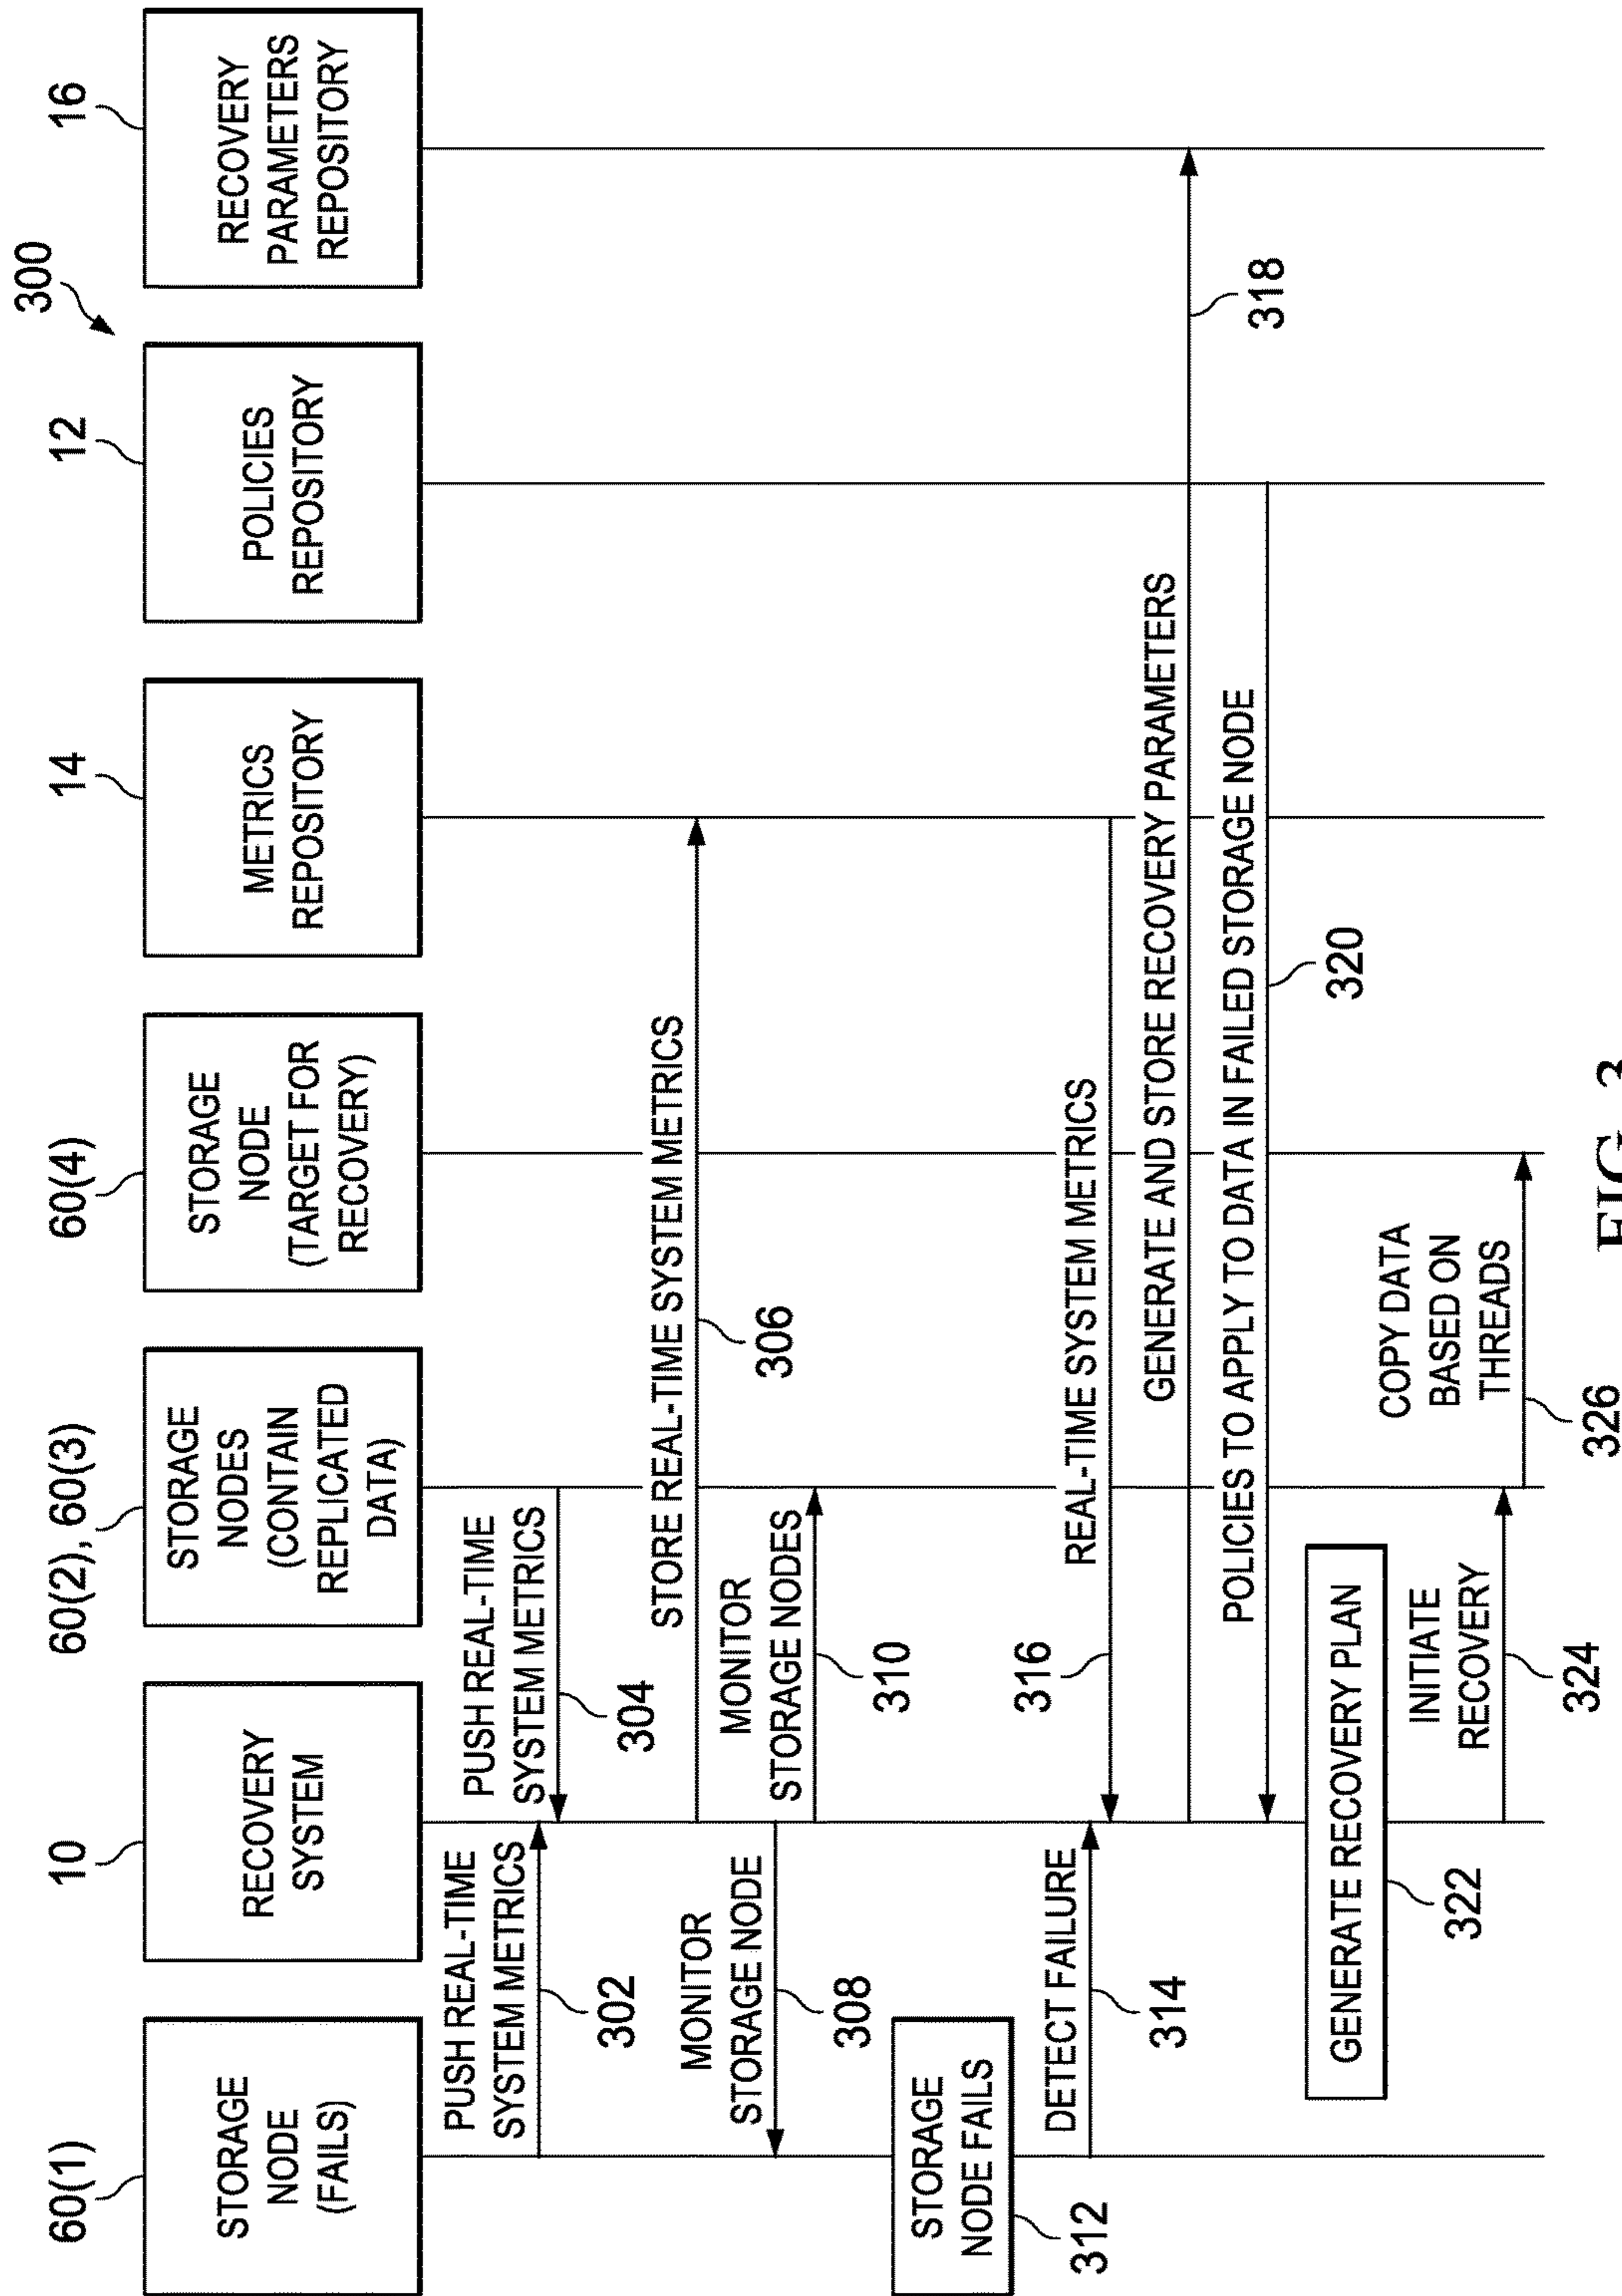 300
60(1)
10
60(2), 60(3)
60(4)
14
12
16
STORAGE
NODE
(FAILS)
RECOVERY
SYSTEM
STORAGE
NODES
(CONTAIN
REPLICATED
DATA)
STORAGE
NODE
(TARGET FOR
RECOVERY)
METRICS
REPOSITORY
POLICIES
REPOSITORY
RECOVERY
PARAMETERS
REPOSITORY
PUSH REAL-TIME
SYSTEM METRICS
302
PUSH REAL-TIME
SYSTEM METRICS
304
STORE REAL-TIME SYSTEM METRICS
306
MONITOR
STORAGE NODE
308
MONITOR
STORAGE NODES
310
STORAGE
NODE FAILS
312
DETECT FAILURE
314
REAL-TIME SYSTEM METRICS
316
GENERATE AND STORE RECOVERY PARAMETERS
318
POLICIES TO APPLY TO DATA IN FAILED STORAGE NODE
320
GENERATE RECOVERY PLAN
322
INITIATE
RECOVERY
324
COPY DATA
BASED ON
THREADS
326
FIG. 3